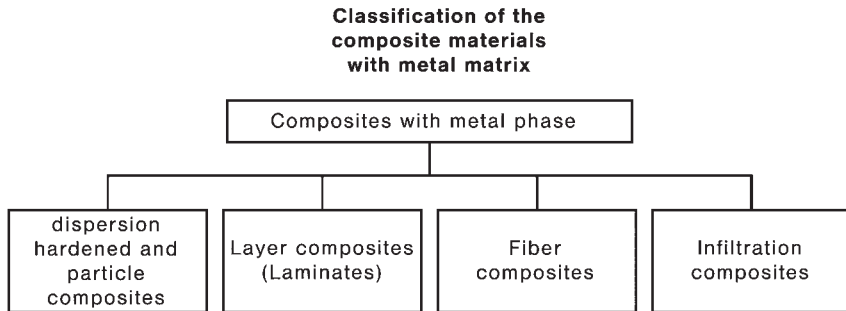 Classification of the
composite materials
with metal matrix
Composites with metal phase
dispersion
hardened and
particle
composites
Layer composites
(Laminates)
Fiber
composites
Infiltration
composites